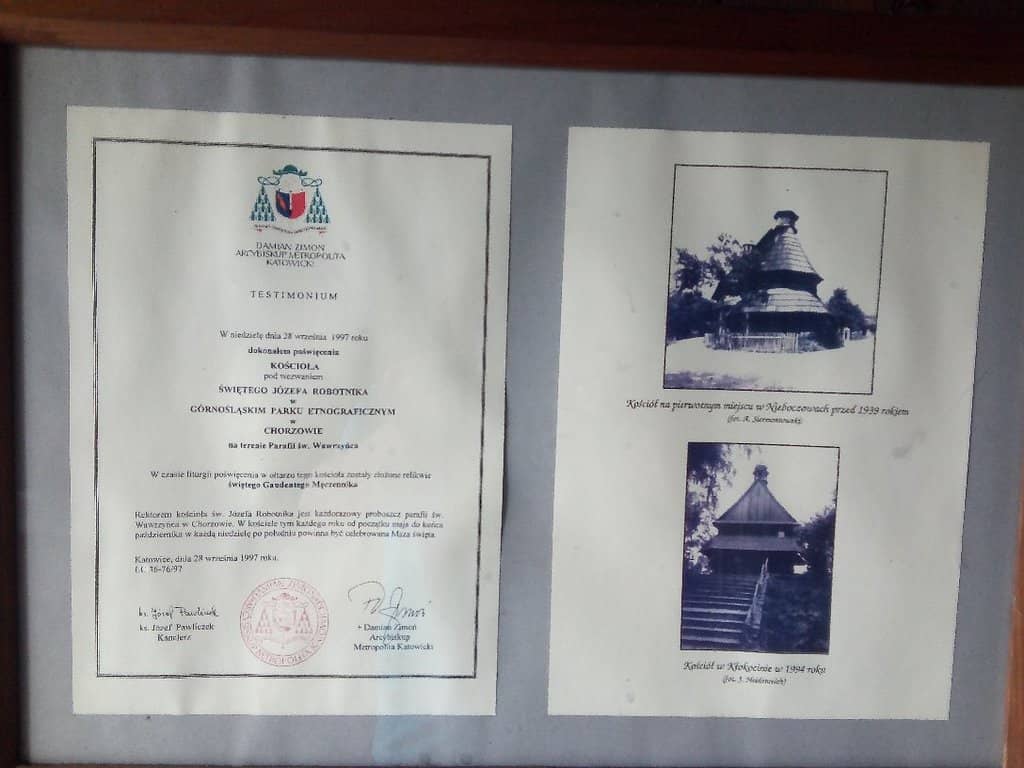 DAMIAN ZIMOŃ
ARCYBISKUP METROPOLITA
KATOWICKI
TESTIMONIUM
W niedzielę dnia 28 września 1997 roku
dokonałem poświęcenia
KOŚCIOŁA
pod wezwaniem
ŚWIĘTEGO JÓZEFA ROBOTNIKA
w
GÓRNOŚLĄSKIM PARKU ETNOGRAFICZNYM
w
CHORZOWIE
na terenie Parafii św. Wawrzyńca
W czasie liturgii poświęcenia w ołtarzu tego kościoła zostały złożone relikwie
świętego Gaudentego Męczennika
Rektorem kościoła św. Józefa Robotnika jest każdorazowy proboszcz parafii św.
Wawrzyńca w Chorzowie. W kościele tym każdego roku od początku maja do końca
października w każdą niedzielę po południu powinna być celebrowana Msza święta.
Katowice, dnia 28 września 1997 roku.
ks. Józef Pawliczek
ks. Józef Pawliczek
Kanclerz
+ Damian Zimoń
Arcybiskup
Metropolita Katowicki
Kościół na pierwotnym miejscu w Nieboczowach przed 1939 rokiem
(fot. A. Siermontowski)
Kościół w Kłokocinie w 1994 roku